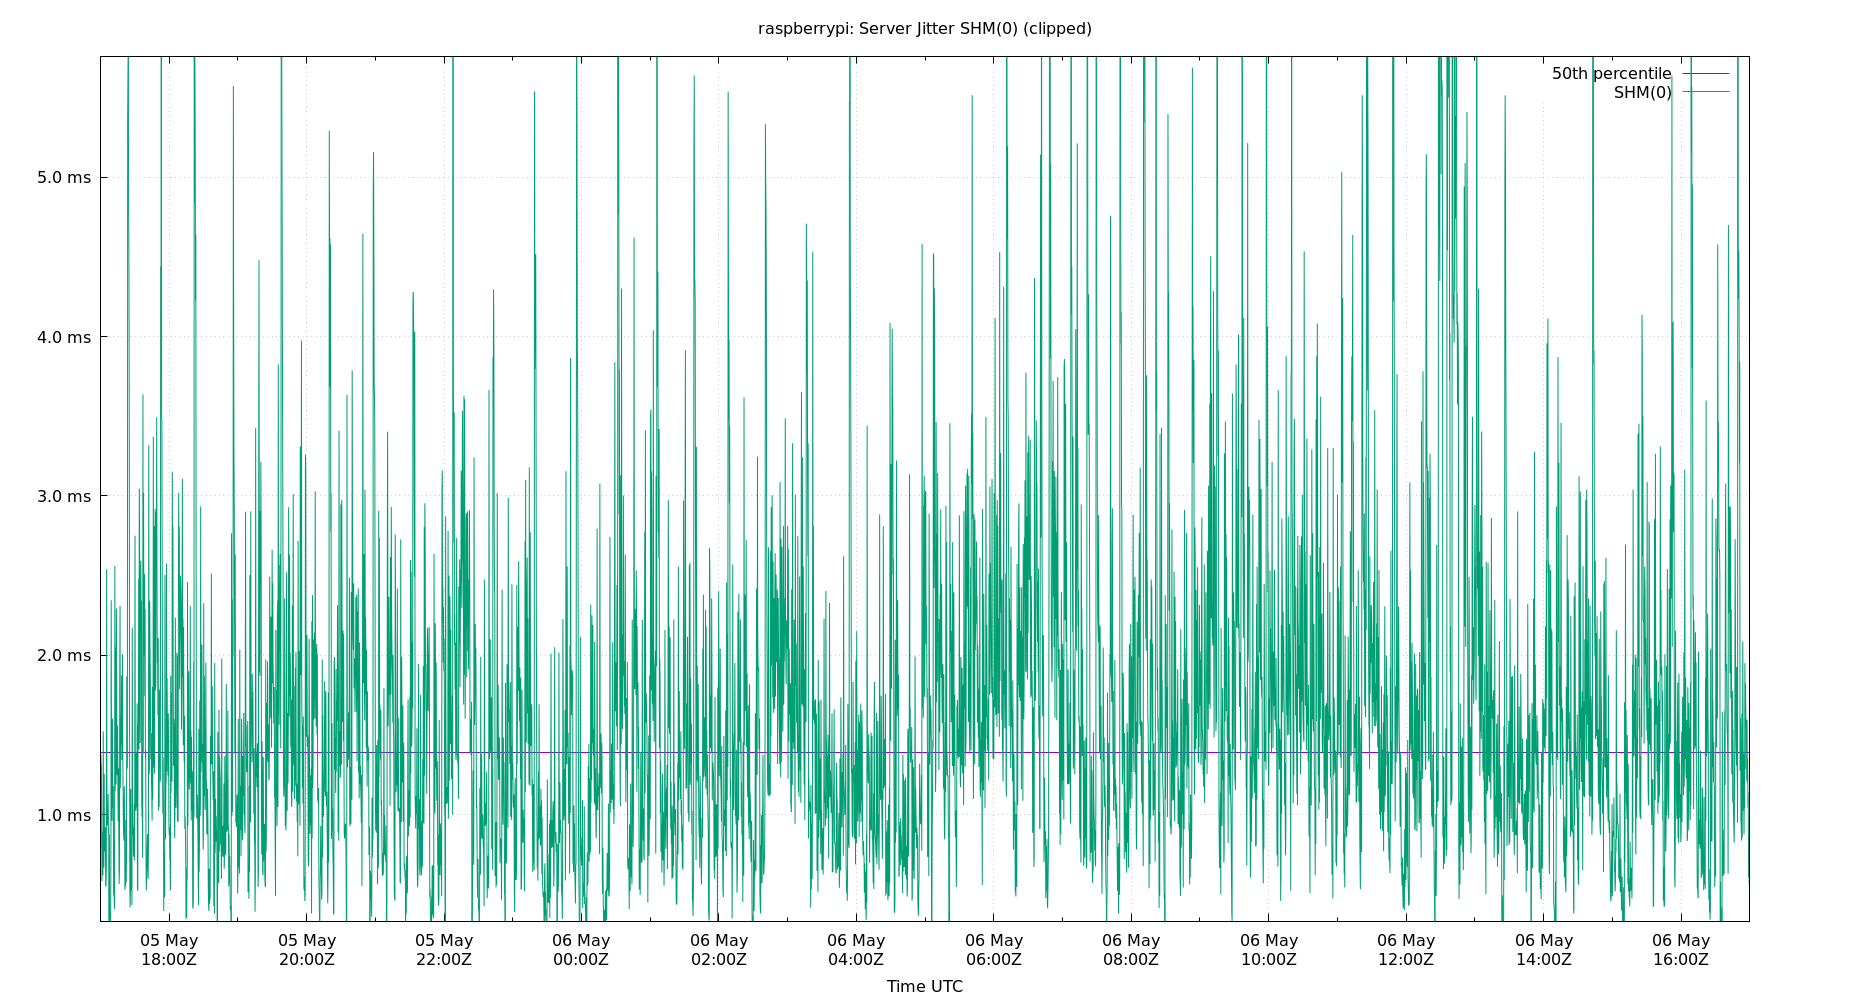 raspberrypi: Server Jitter SHM(0) (clipped)
50th percentile
SHM(0)
5.0 ms
4.0 ms
3.0 ms
2.0 ms
1.0 ms
05 May 05 May 05 May 06 May 06 May 06 May 06 May 06 May 06 May 06 May 06 May 06 May
18:00Z 20:00Z 22:00Z 00:00Z 02:00Z 04:00Z 06:00Z 08:00Z 10:00Z 12:00Z 14:00Z 16:00Z
Time UTC